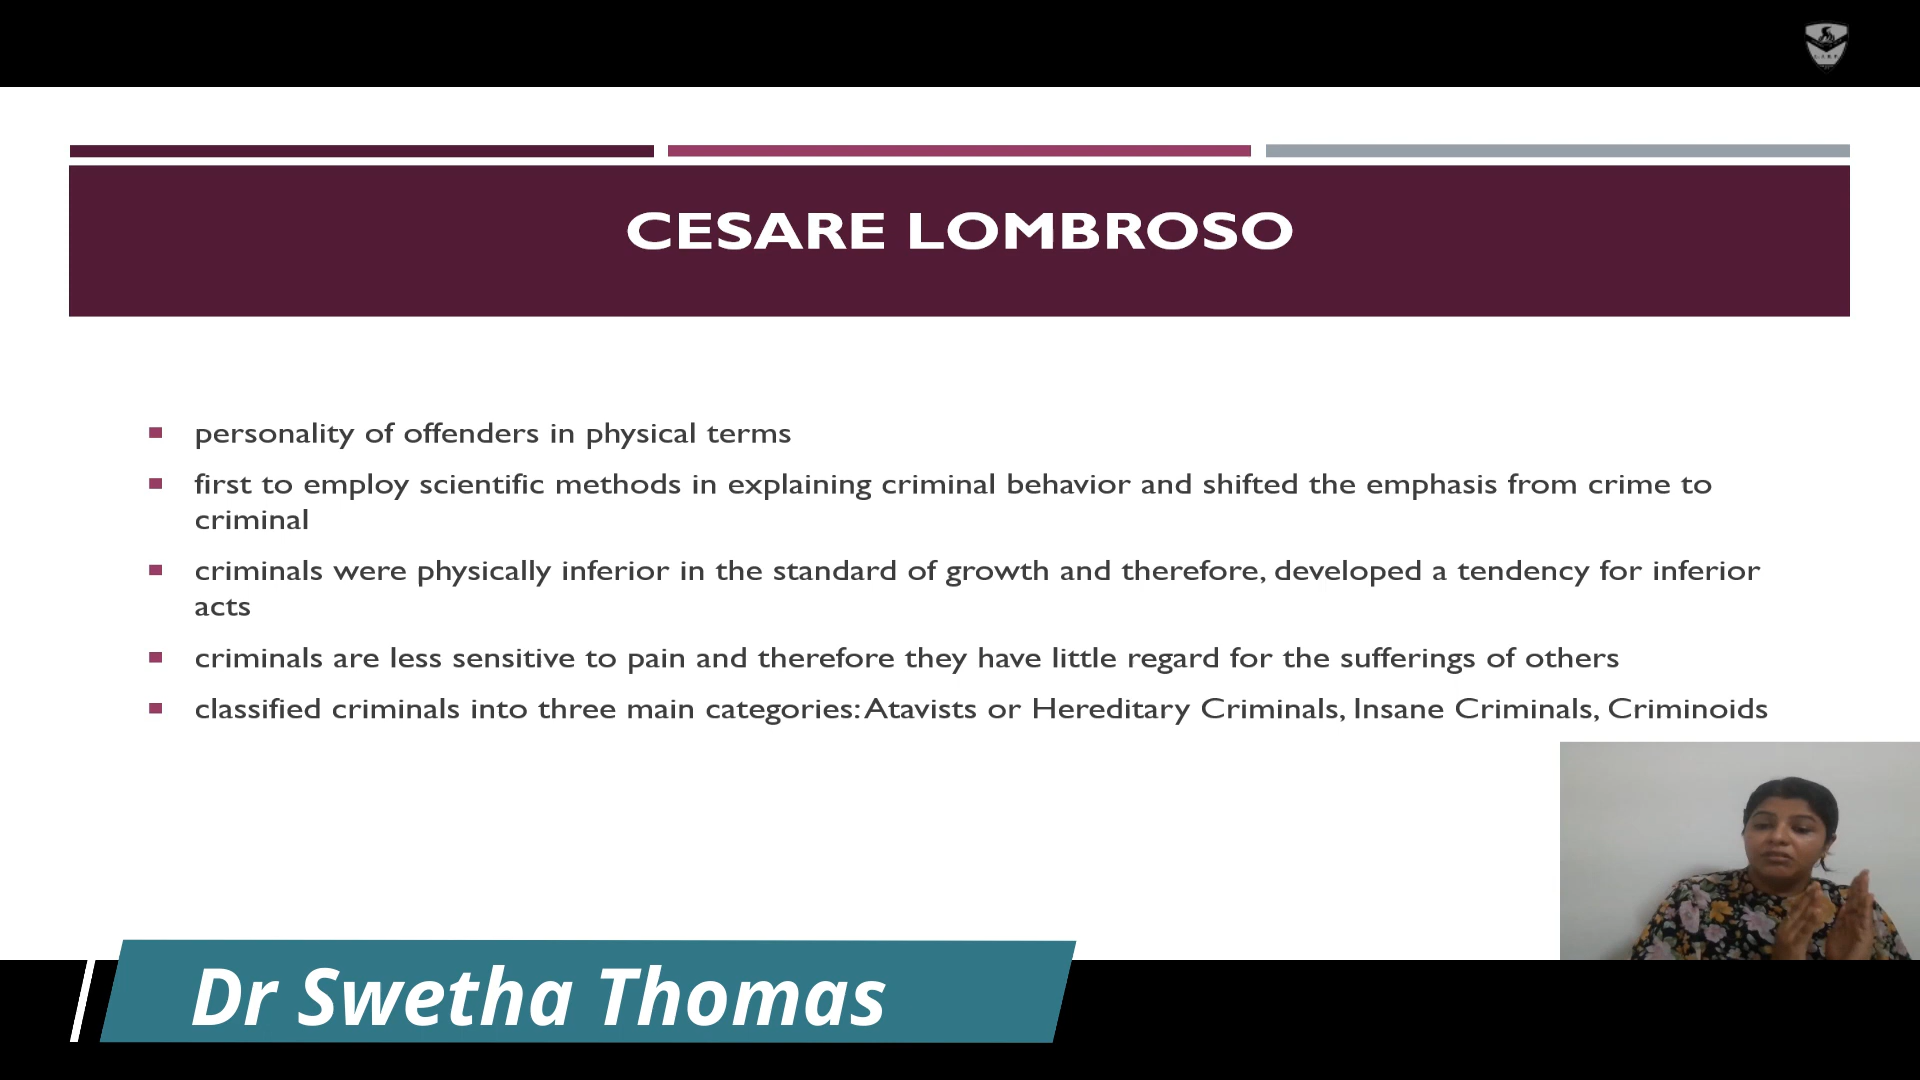 CESARE LOMBROSO
personality of offenders in physical terms
first to employ scientific methods in explaining criminal behavior and shifted the emphasis from crime to
criminal
criminals were physically inferior in the standard of growth and therefore, developed a tendency for inferior
acts
criminals are less sensitive to pain and therefore they have little regard for the sufferings of others
classified criminals into three main categories: Atavists or Hereditary Criminals, Insane Criminals, Criminoids
Dr Swetha Thomas